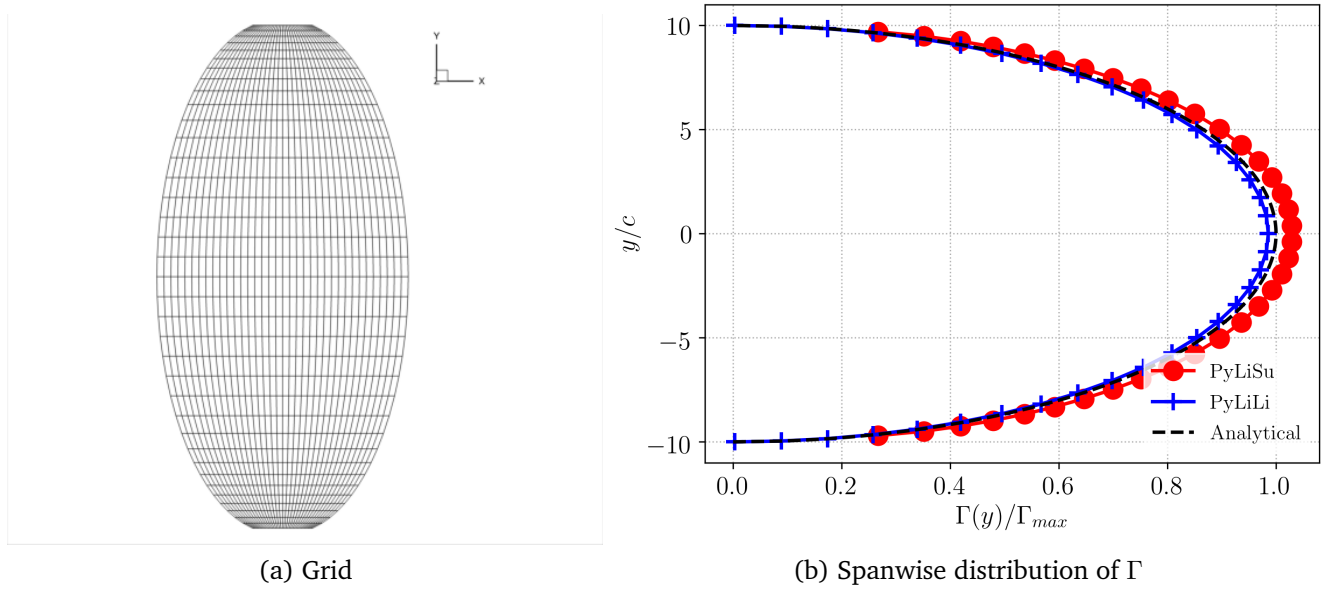 Y
Z
X
(a) Grid
10
5
0
−5
−10
y/c
0.0 0.2 0.4 0.6 0.8 1.0
Γ(y)/Γmax
PyLiSu
PyLiLi
Analytical
(b) Spanwise distribution of Γ